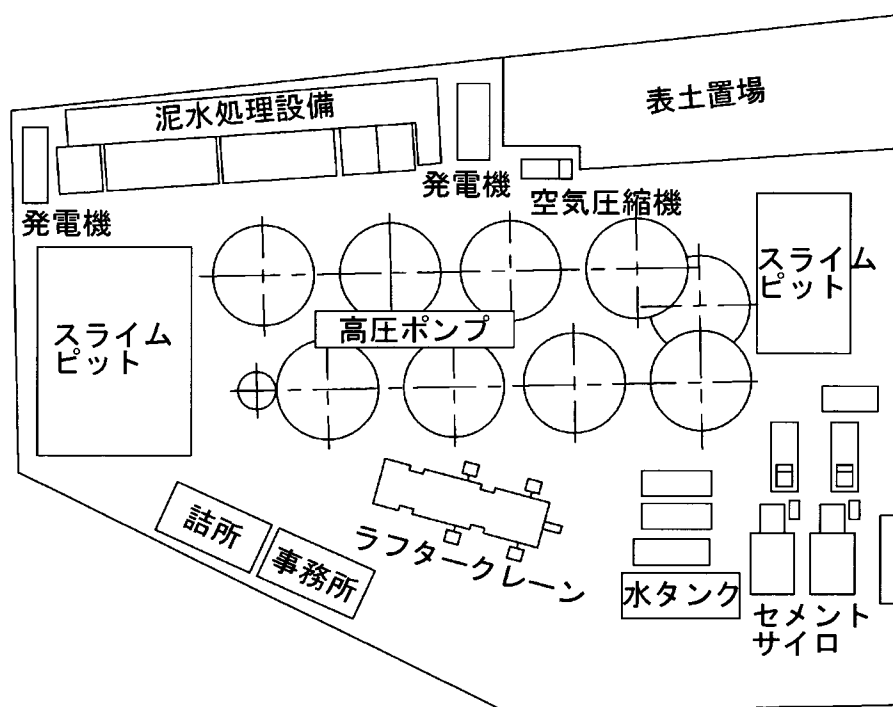 泥水処理設備
表土置場
発電機
空気圧縮機
発電機
スライム
ピット
高圧ポンプ
スライム
ピット
詰所
事務所
ラフタークレーン
水タンク
セメント
サイロ